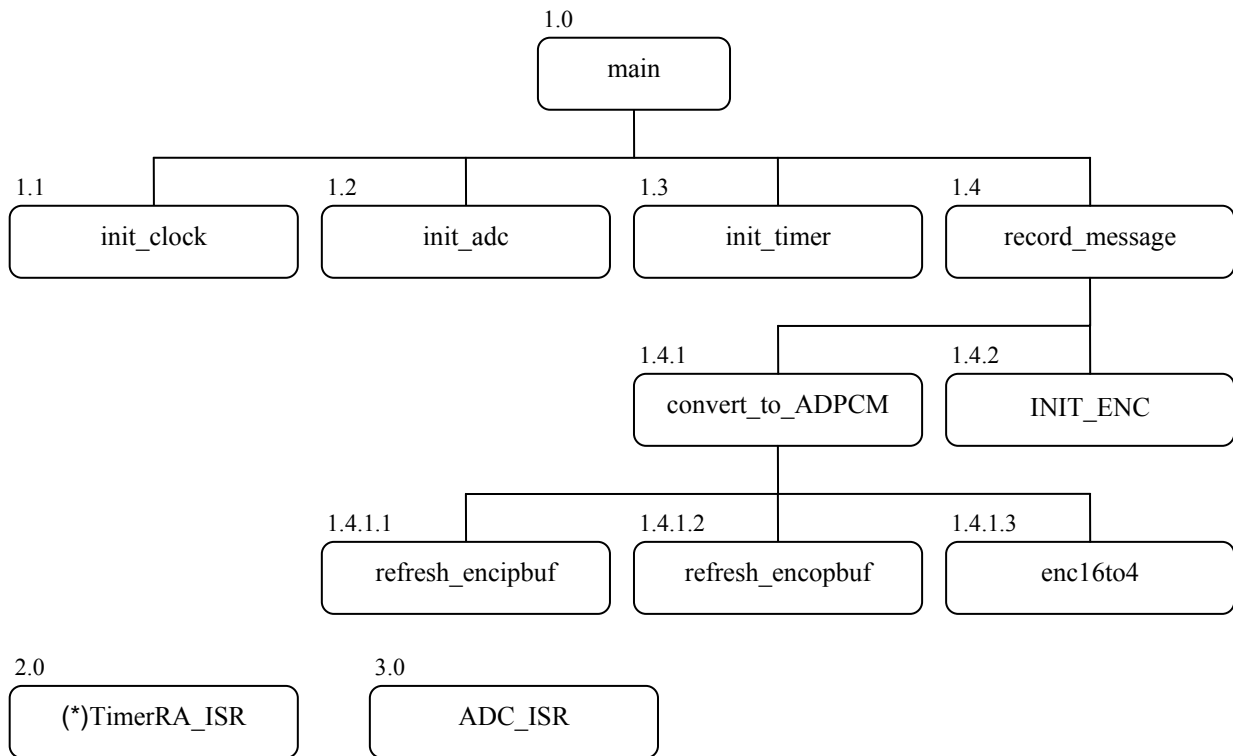 1.0
main
1.1
init_clock
1.2
init_adc
1.3
init_timer
1.4
record_message
1.4.1
convert_to_ADPCM
1.4.2
INIT_ENC
1.4.1.1
refresh_encipbuf
1.4.1.2
refresh_encopbuf
1.4.1.3
enc16to4
2.0
(*)TimerRA_ISR
3.0
ADC_ISR